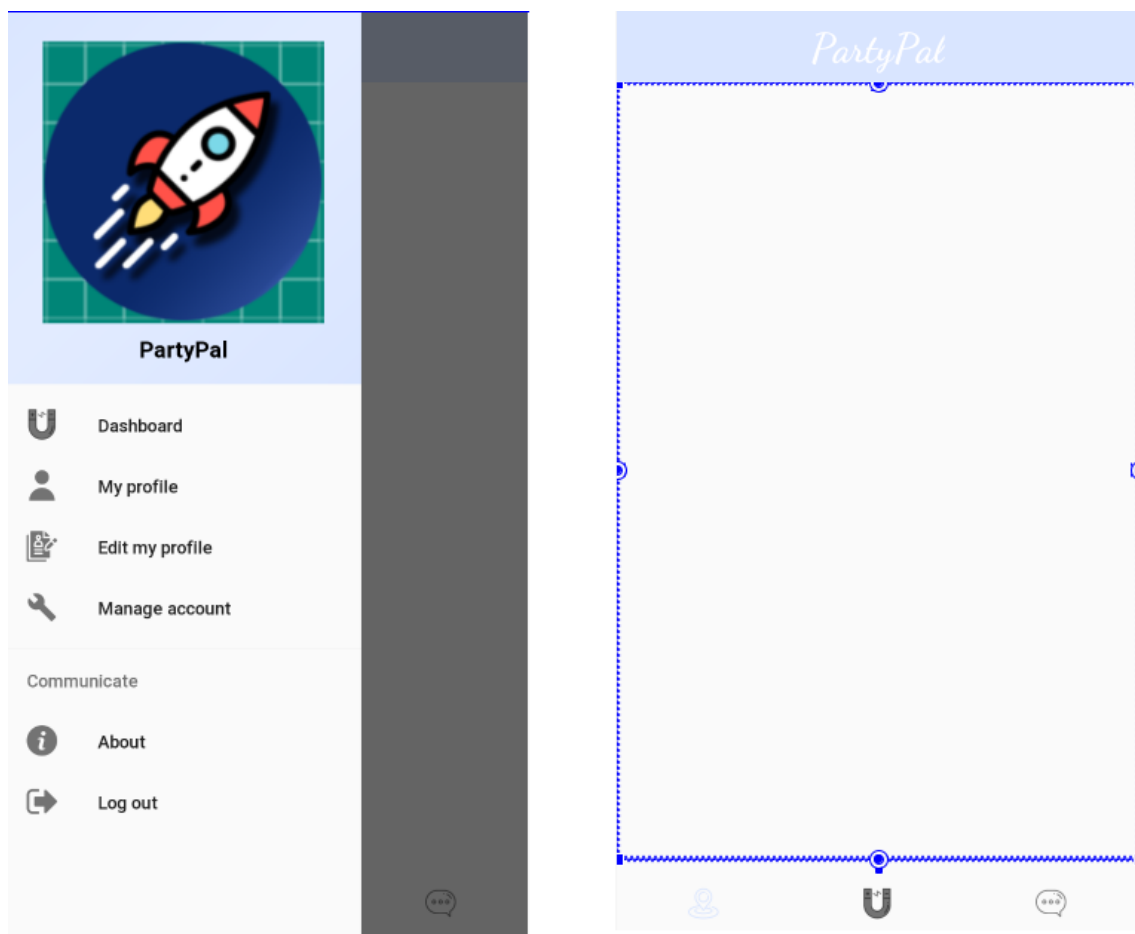 PartyPal
Dashboard
My profile
Edit my profile
Manage account
Communicate
About
Log out
PartyPal